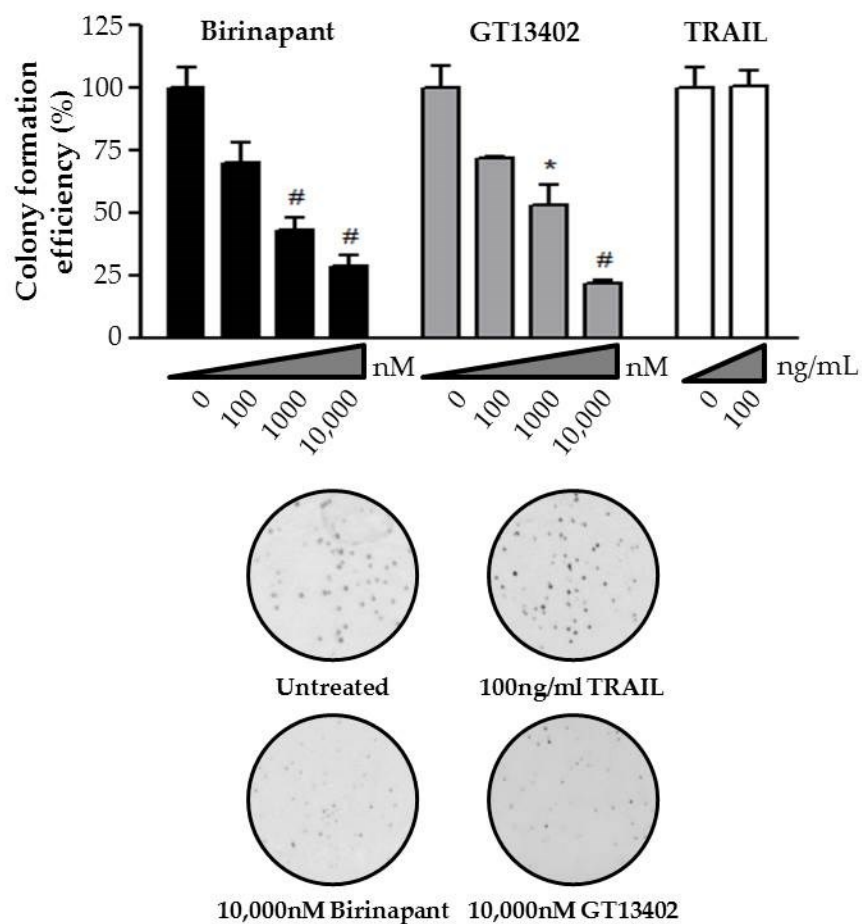 Birinapant GT13402 TRAIL
Colony formation
efficiency (%)
125
100
75
50
25
0
# # * #
nM nM ng/mL
0 100 1000 10,000 0 100 1000 10,000 0 100
Untreated 100ng/ml TRAIL
10,000nM Birinapant 10,000nM GT13402